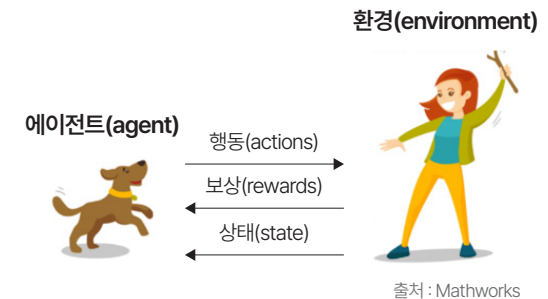 환경(environment)
에이전트(agent)
행동(actions)
보상(rewards)
상태(state)
출처 : Mathworks